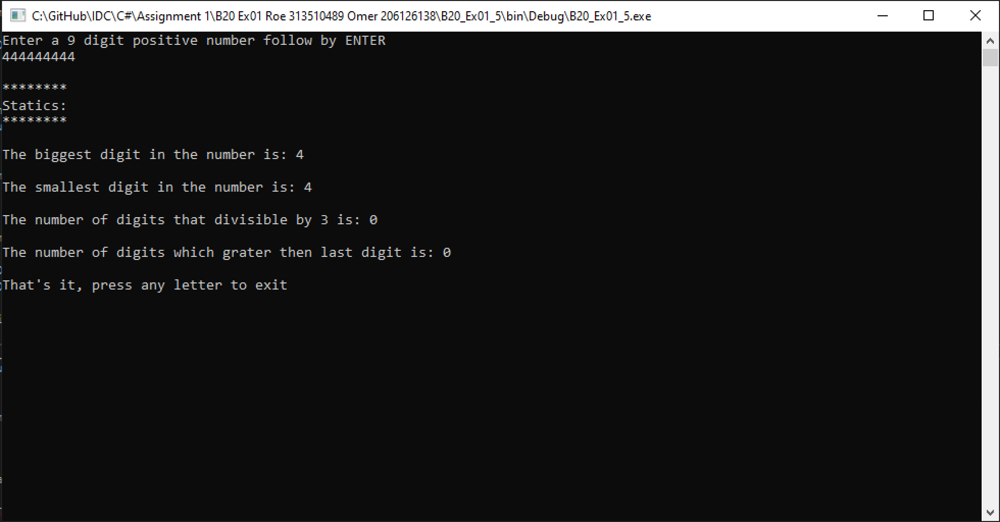 C:\GitHub\IDC\C#\Assignment 1\B20 Ex01 Roe 313510489 Omer 206126138\B20_Ex01_5\bin\Debug\B20_Ex01_5.exe
Enter a 9 digit positive number follow by ENTER
444444444
********
Statics:
********
The biggest digit in the number is: 4
The smallest digit in the number is: 4
The number of digits that divisible by 3 is: 0
The number of digits which grater then last digit is: 0
That's it, press any letter to exit